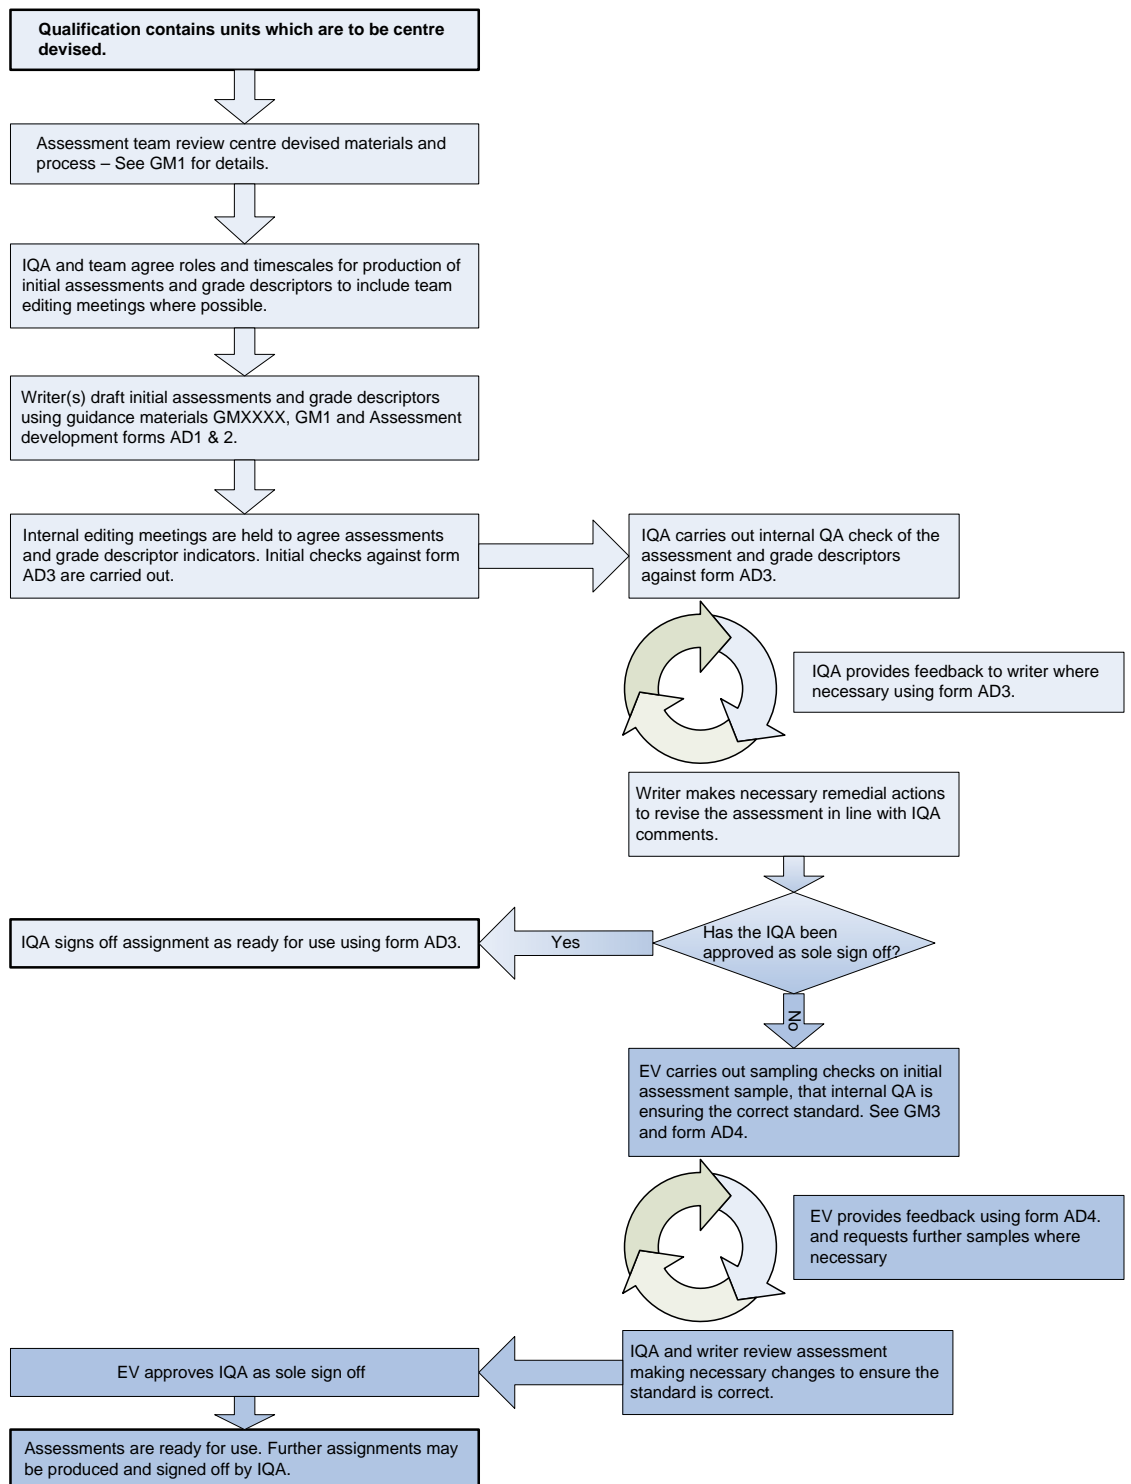 Qualification contains units which are to be centre
devised.
Assessment team review centre devised materials and
process – See GM1 for details.
IQA and team agree roles and timescales for production of
initial assessments and grade descriptors to include team
editing meetings where possible.
Writer(s) draft initial assessments and grade descriptors
using guidance materials GMXXXX, GM1 and Assessment
development forms AD1 & 2.
Internal editing meetings are held to agree assessments
and grade descriptor indicators. Initial checks against form
AD3 are carried out.
IQA carries out internal QA check of the
assessment and grade descriptors
against form AD3.
IQA provides feedback to writer where
necessary using form AD3.
Writer makes necessary remedial actions
to revise the assessment in line with IQA
comments.
Has the IQA been
approved as sole sign off?
Yes
IQA signs off assignment as ready for use using form AD3.
No
EV carries out sampling checks on initial
assessment sample, that internal QA is
ensuring the correct standard. See GM3
and form AD4.
EV provides feedback using form AD4.
and requests further samples where
necessary
IQA and writer review assessment
making necessary changes to ensure the
standard is correct.
EV approves IQA as sole sign off
Assessments are ready for use. Further assignments may
be produced and signed off by IQA.